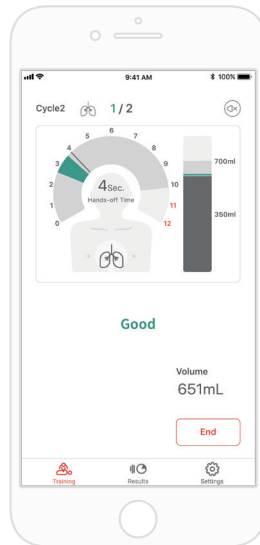 9:41 AM
100%
Cycle2
1 / 2
0
1
2
3
4
5
6
7
8
9
10
11
12
4Sec.
Hands-off Time
700ml
350ml
Good
Volume
651mL
End
Training
Results
Settings